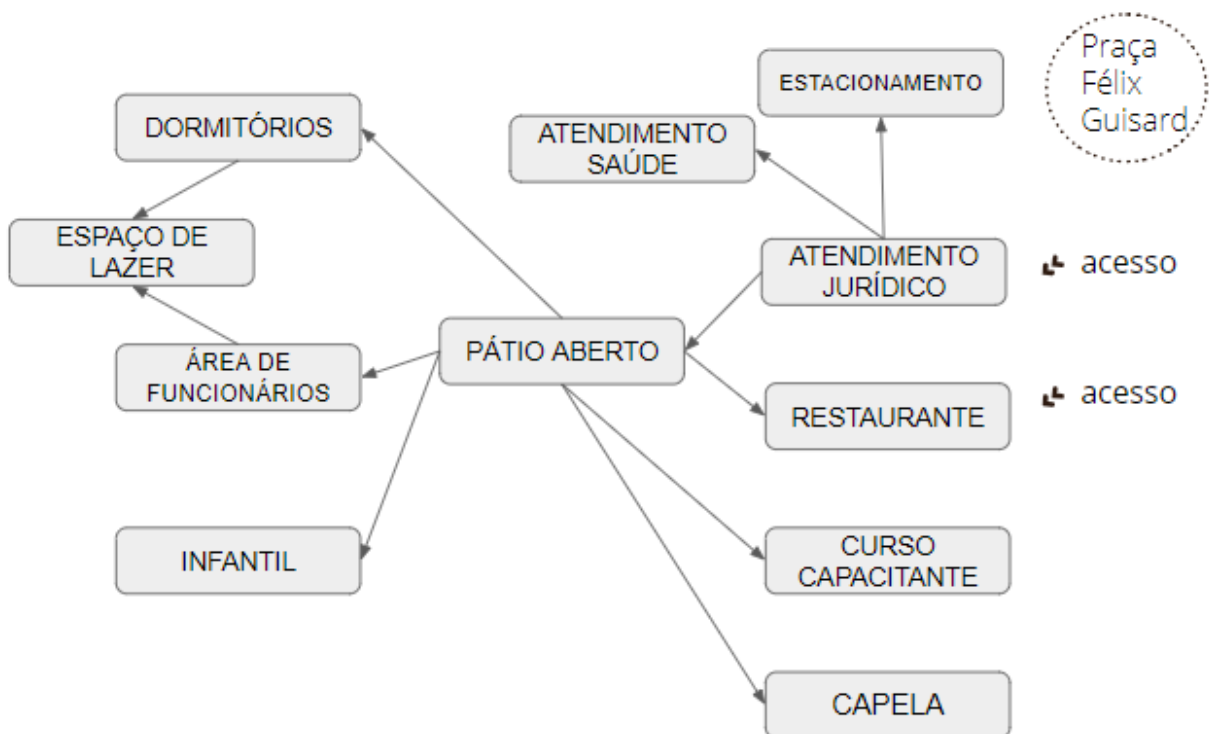 Praça
Félix
Guisard
ESTACIONAMENTO
DORMITÓRIOS
ATENDIMENTO
SAÚDE
ESPAÇO DE
LAZER
ATENDIMENTO
JURÍDICO
acesso
PÁTIO ABERTO
ÁREA DE
FUNCIONÁRIOS
RESTAURANTE
acesso
INFANTIL
CURSO
CAPACITANTE
CAPELA